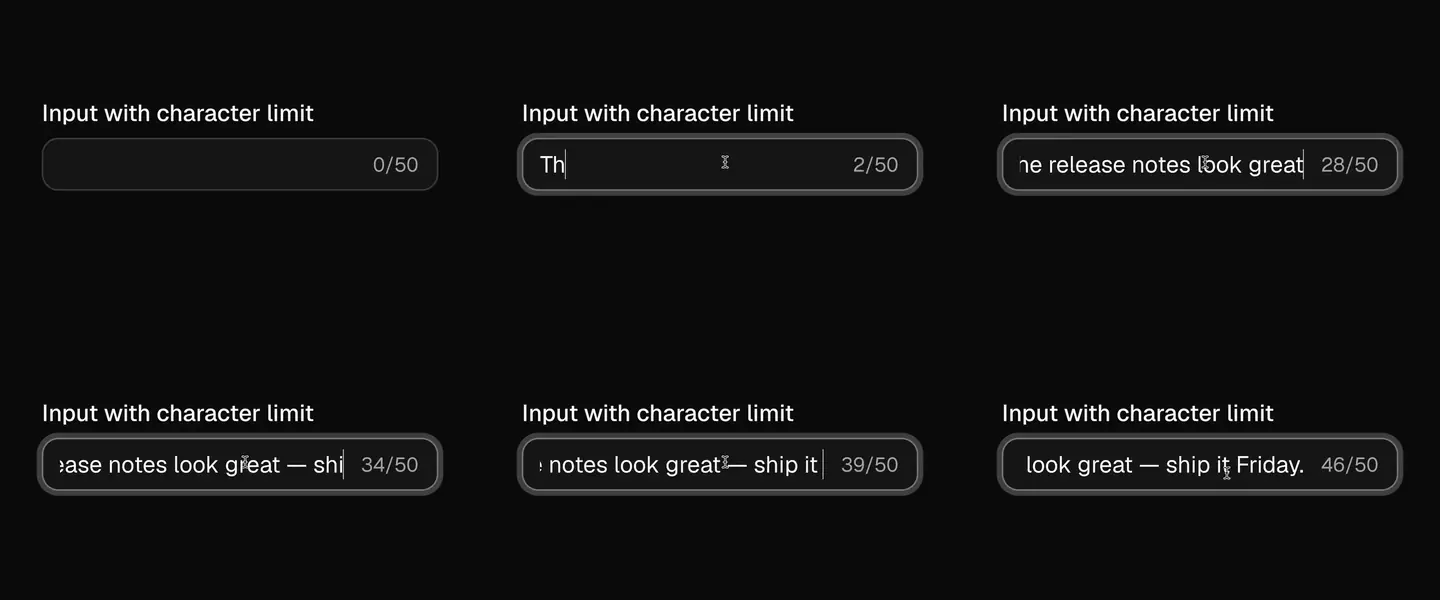 Input with character limit
0/50
Input with character limit
Th
2/50
Input with character limit
he release notes look great
28/50
Input with character limit
ease notes look great — shi
34/50
Input with character limit
notes look great — ship it
39/50
Input with character limit
look great — ship it Friday.
46/50